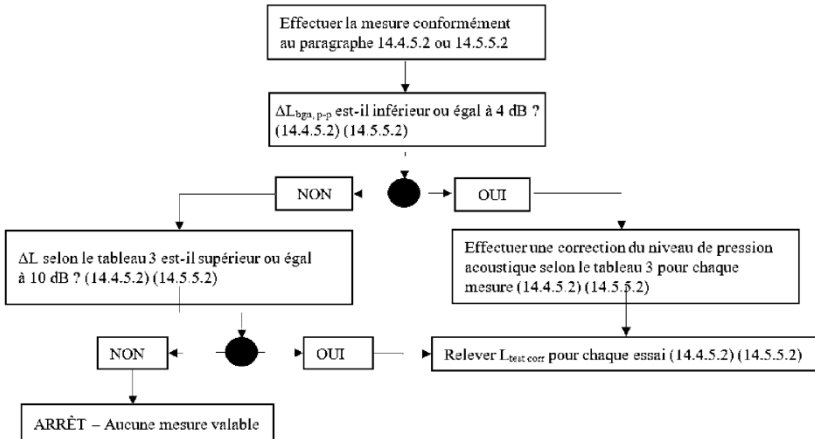 Effectuer la mesure conformément
au paragraphe 14.4.5.2 ou 14.5.5.2
ΔLbgn, p-p est-il inférieur ou égal à 4 dB ?
(14.4.5.2) (14.5.5.2)
NON
OUI
ΔL selon le tableau 3 est-il supérieur ou égal
à 10 dB ? (14.4.5.2) (14.5.5.2)
Effectuer une correction du niveau de pression
acoustique selon le tableau 3 pour chaque
mesure (14.4.5.2) (14.5.5.2)
NON
OUI
Relever Ltest corr pour chaque essai (14.4.5.2) (14.5.5.2)
ARRÊT – Aucune mesure valable